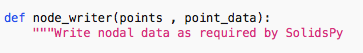 def node_writer(points , point_data):
    """Write nodal data as required by SolidsPy